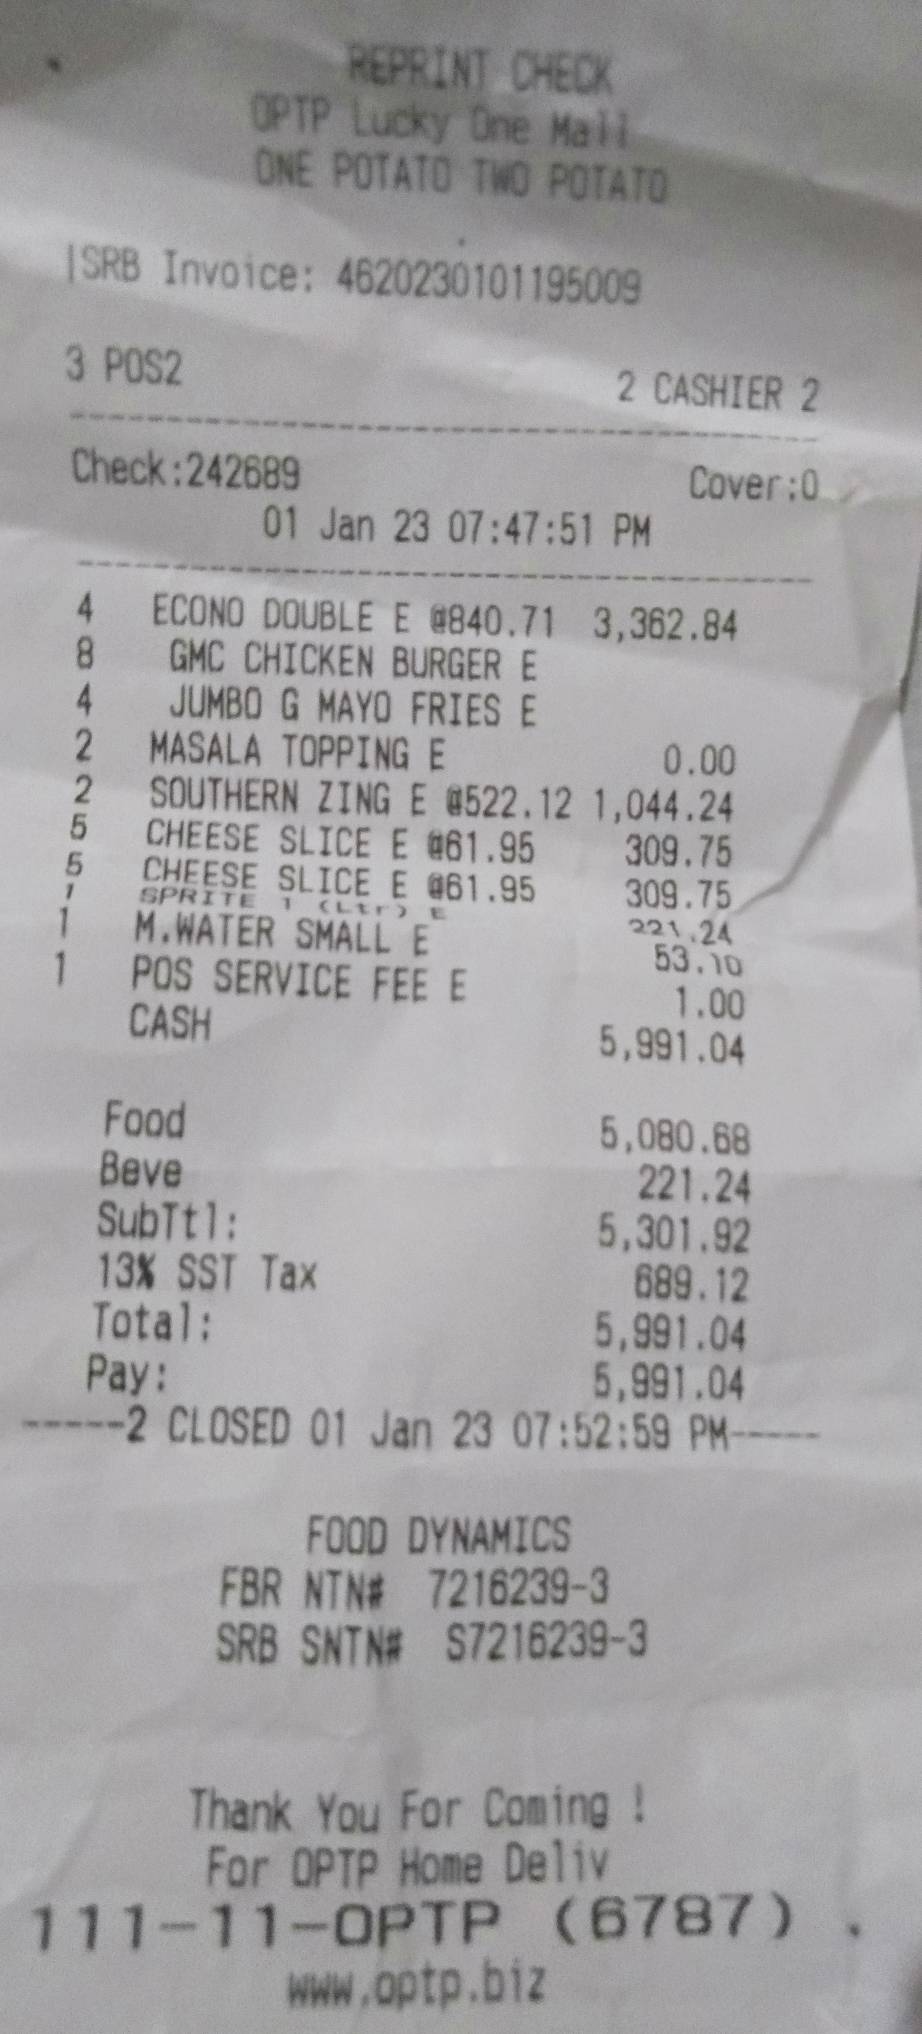 REPRINT CHECK
OPTP Lucky One Mall
ONE POTATO TWO POTATO
|SRB Invoice: 4620230101195009
3 POS2 2 CASHIER 2
Check:242689 Cover:0
01 Jan 23 07:47:51 PM
4 ECONO DOUBLE E @840.71 3,362.84
8 GMC CHICKEN BURGER E
4 JUMBO G MAYO FRIES E
2 MASALA TOPPING E 0.00
2 SOUTHERN ZING E @522.12 1,044.24
5 CHEESE SLICE E @61.95 309.75
5 CHEESE SLICE E @61.95 309.75
1 SPRITE 1 (Ltr) E 221.24
1 M.WATER SMALL E 53.10
1 POS SERVICE FEE E 1.00
CASH 5,991.04
Food 5,080.68
Beve 221.24
SubTtl: 5,301.92
13% SST Tax 689.12
Total: 5,991.04
Pay: 5,991.04
-----2 CLOSED 01 Jan 23 07:52:59 PM-----
FOOD DYNAMICS
FBR NTN# 7216239-3
SRB SNTN# S7216239-3
Thank You For Coming !
For OPTP Home Deliv
111-11-OPTP (6787) .
www.optp.biz